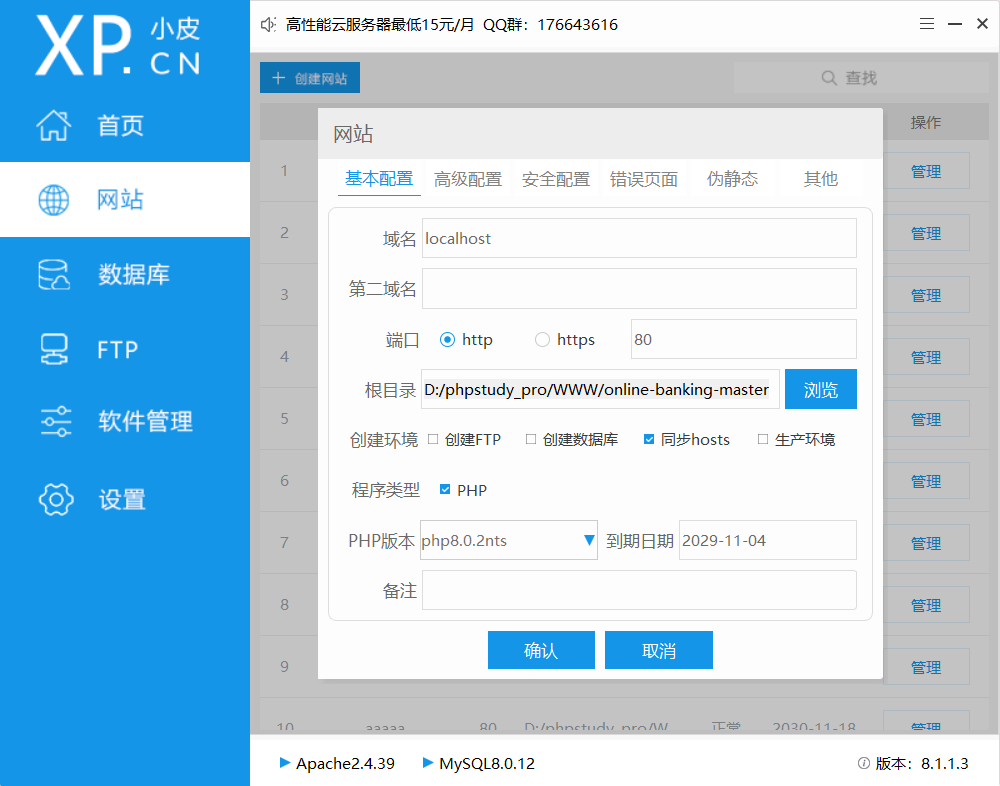 XP.CN 小皮
高性能云服务器最低15元/月 QQ群：176643616
首页
网站
数据库
FTP
软件管理
设置
创建网站
查找
操作
1 管理
2 管理
3 管理
4 管理
5 管理
6 管理
7 管理
8 管理
9 管理
10 aaaaa 80 D:/phpstudy_pro/W 正常 2030-11-18 管理
网站
基本配置 高级配置 安全配置 错误页面 伪静态 其他
域名 localhost
第二域名
端口 http https 80
根目录 D:/phpstudy_pro/WWW/online-banking-master 浏览
创建环境 创建FTP 创建数据库 同步hosts 生产环境
程序类型 PHP
PHP版本 php8.0.2nts 到期日期 2029-11-04
备注
确认 取消
Apache2.4.39 MySQL8.0.12 版本：8.1.1.3